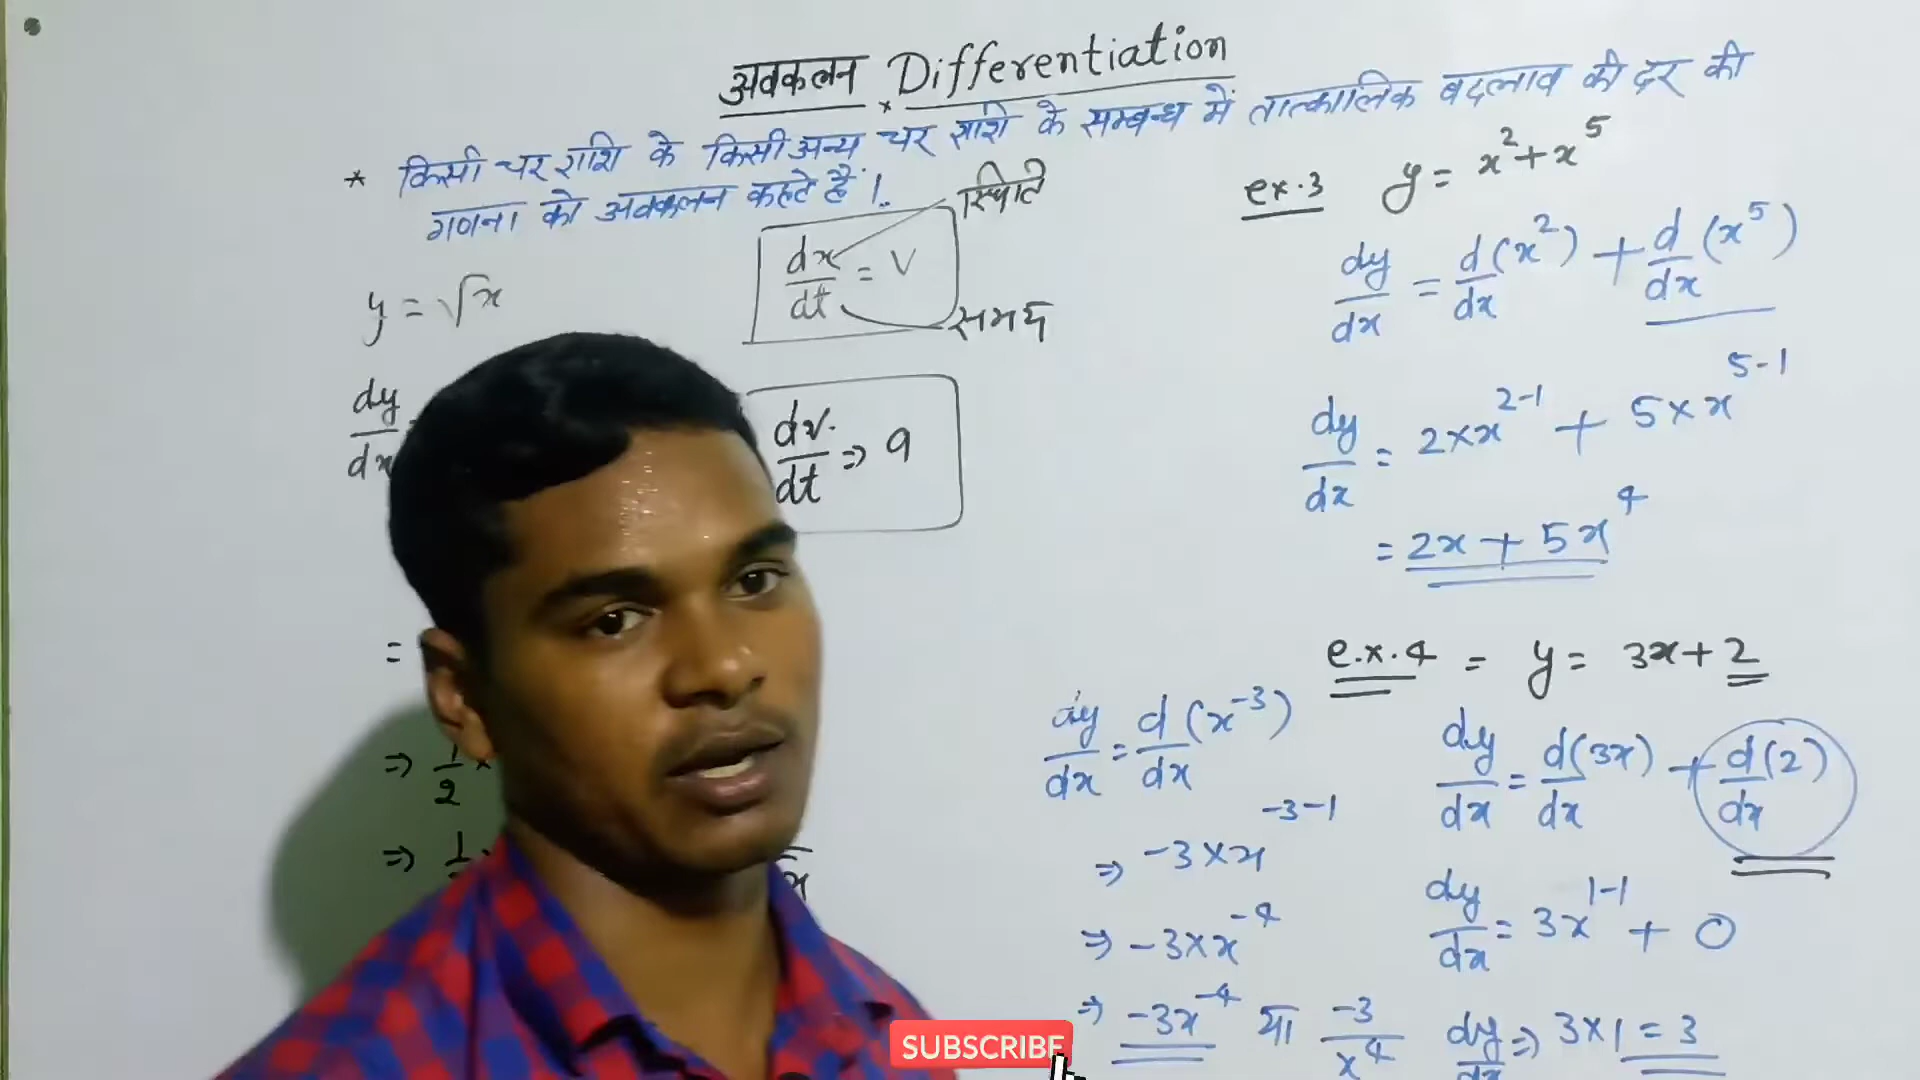 अवकलन Differentiation
* किसी चर राशि के किसी अन्य चर राशि के सम्बन्ध में तात्कालिक बदलाव की दर की
गणना को अवकलन कहते हैं।
y = √x
dy/dx
=
⇒ 1/2 ×
⇒ 1/
x
dx/dt = v
स्थिति
समय
dv/dt ⇒ a
ex.3 y = x² + x⁵
dy/dx = d/dx (x²) + d/dx (x⁵)
dy/dx = 2×x²⁻¹ + 5×x⁵⁻¹
= 2x + 5x⁴
e.x.4 = y = 3x + 2
dy/dx = d(3x)/dx + d(2)/dx
dy/dx = 3x¹⁻¹ + 0
dy/dx ⇒ 3×1 = 3
dy/dx = d/dx (x⁻³)
⇒ -3×x⁻³⁻¹
⇒ -3×x⁻⁴
⇒ -3x⁻⁴ या -3/x⁴
SUBSCRIBE